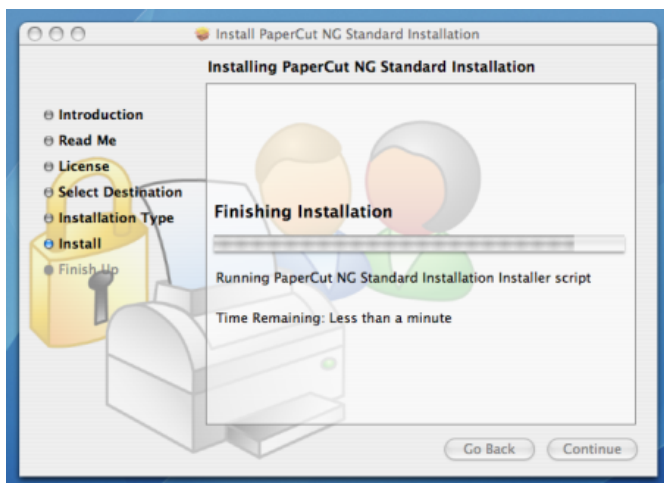 Install PaperCut NG Standard Installation
Installing PaperCut NG Standard Installation
Introduction
Read Me
License
Select Destination
Installation Type
Install
Finish Up
Finishing Installation
Running PaperCut NG Standard Installation Installer script
Time Remaining: Less than a minute
Go Back
Continue